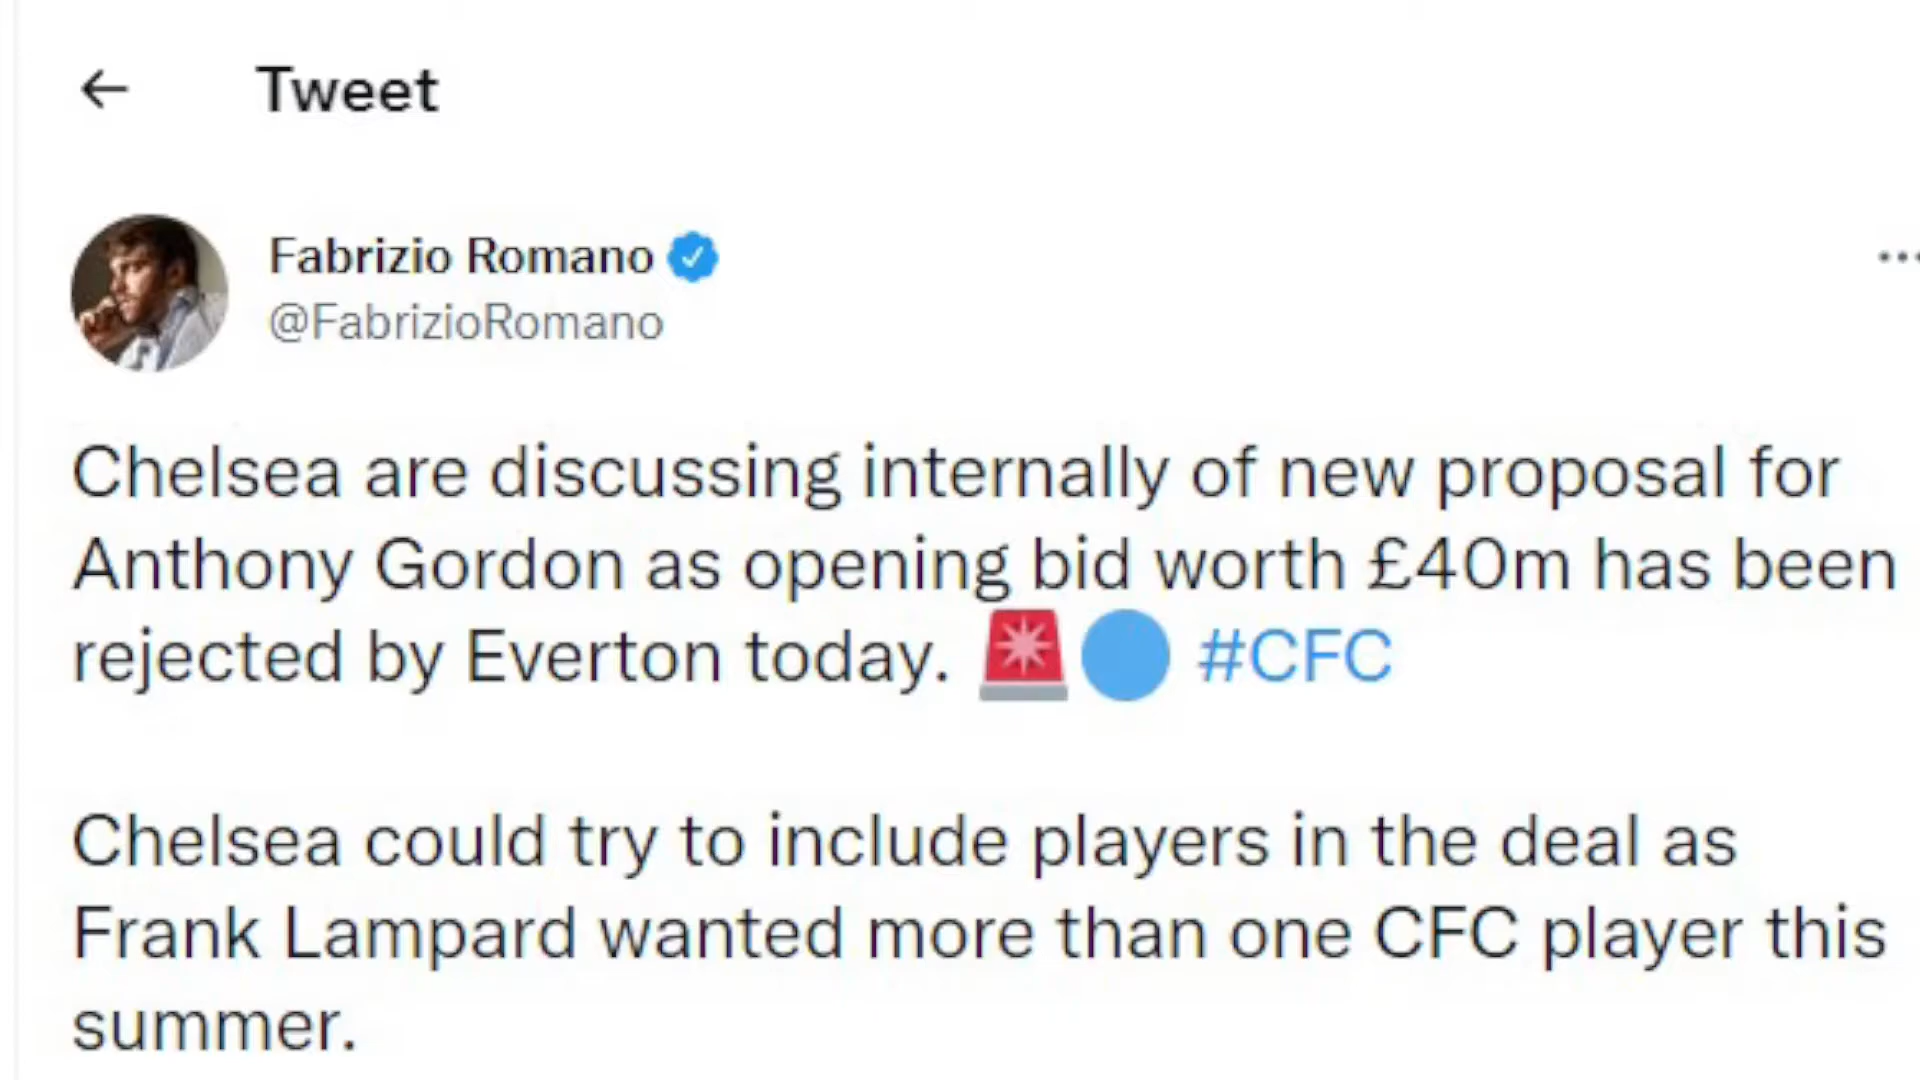 Tweet
Fabrizio Romano
@FabrizioRomano
Chelsea are discussing internally of new proposal for
Anthony Gordon as opening bid worth £40m has been
rejected by Everton today. 🚨🔵 #CFC
Chelsea could try to include players in the deal as
Frank Lampard wanted more than one CFC player this
summer.